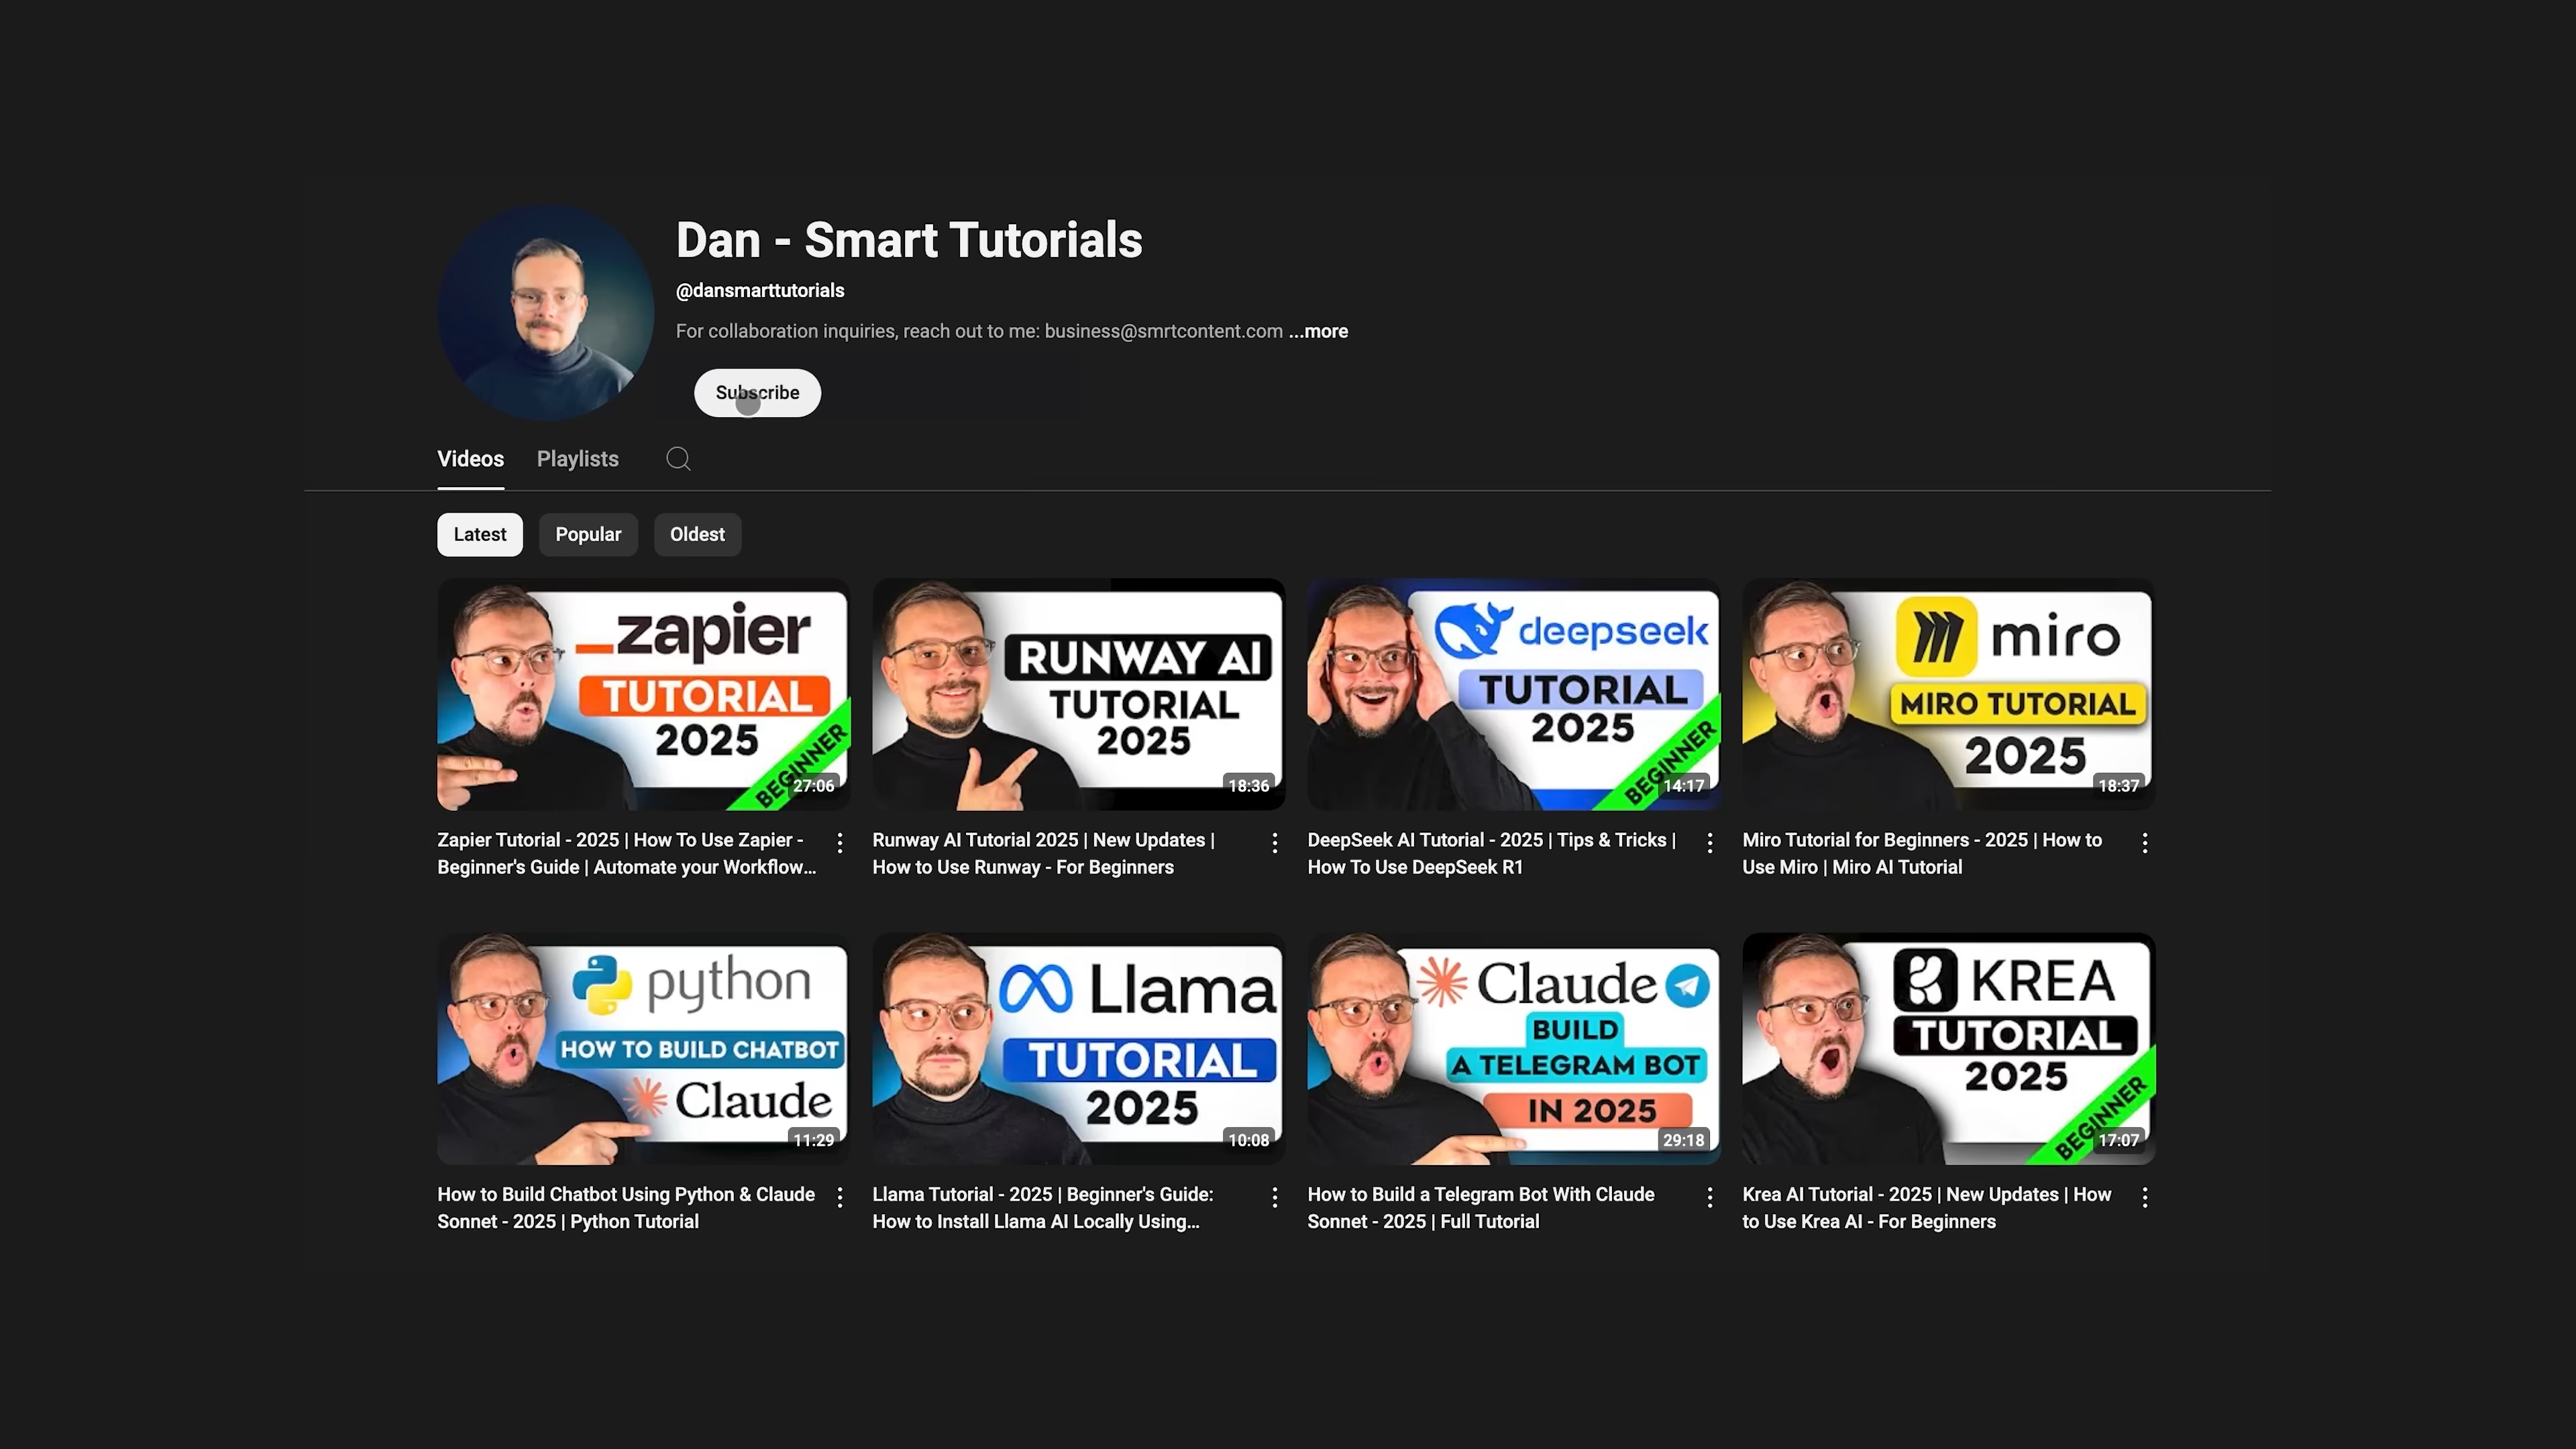 Dan - Smart Tutorials
@dansmarttutorials
For collaboration inquiries, reach out to me: business@smrtcontent.com ...more
Subscribe
Videos Playlists
Latest Popular Oldest
zapier
TUTORIAL
2025
BEGINNER
27:06
RUNWAY AI
TUTORIAL
2025
18:36
deepseek
TUTORIAL
2025
BEGINNER
14:17
miro
MIRO TUTORIAL
2025
18:37
Zapier Tutorial - 2025 | How To Use Zapier -
Beginner's Guide | Automate your Workflow...
Runway AI Tutorial 2025 | New Updates |
How to Use Runway - For Beginners
DeepSeek AI Tutorial - 2025 | Tips & Tricks |
How To Use DeepSeek R1
Miro Tutorial for Beginners - 2025 | How to
Use Miro | Miro AI Tutorial
python
HOW TO BUILD CHATBOT
Claude
11:29
Llama
TUTORIAL
2025
10:08
Claude
BUILD
A TELEGRAM BOT
IN 2025
29:18
KREA
TUTORIAL
2025
BEGINNER
17:07
How to Build Chatbot Using Python & Claude
Sonnet - 2025 | Python Tutorial
Llama Tutorial - 2025 | Beginner's Guide:
How to Install Llama AI Locally Using...
How to Build a Telegram Bot With Claude
Sonnet - 2025 | Full Tutorial
Krea AI Tutorial - 2025 | New Updates | How
to Use Krea AI - For Beginners